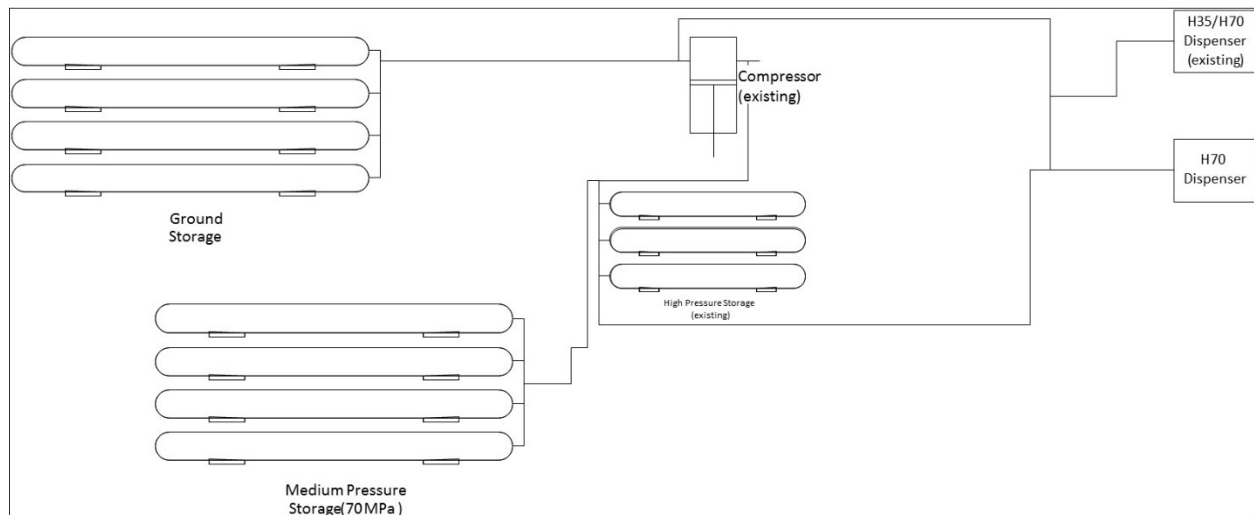 H35/H70
Dispenser
(existing)
Compressor
(existing)
H70
Dispenser
Ground
Storage
High Pressure Storage
(existing)
Medium Pressure
Storage(70MPa )